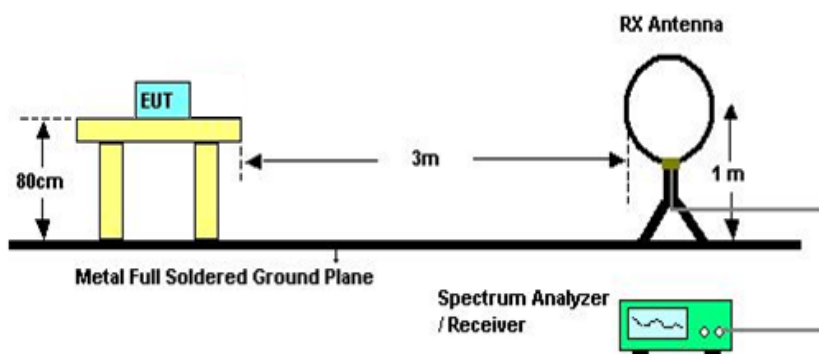 RX Antenna
EUT
3m
80cm
1 m
Metal Full Soldered Ground Plane
Spectrum Analyzer
/ Receiver